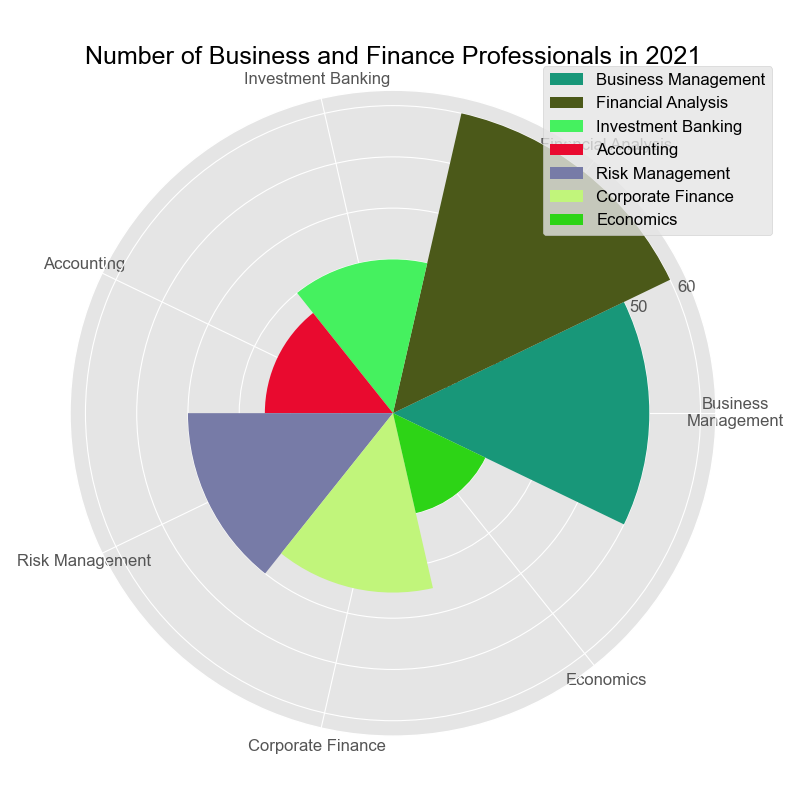 Number of Business and Finance Professionals in 2021
Investment Banking
Business Management
Financial Analysis
Investment Banking
Accounting
Risk Management
Corporate Finance
Economics
Financial Analysis
Accounting
60
50
Business
Management
Risk Management
Economics
Corporate Finance